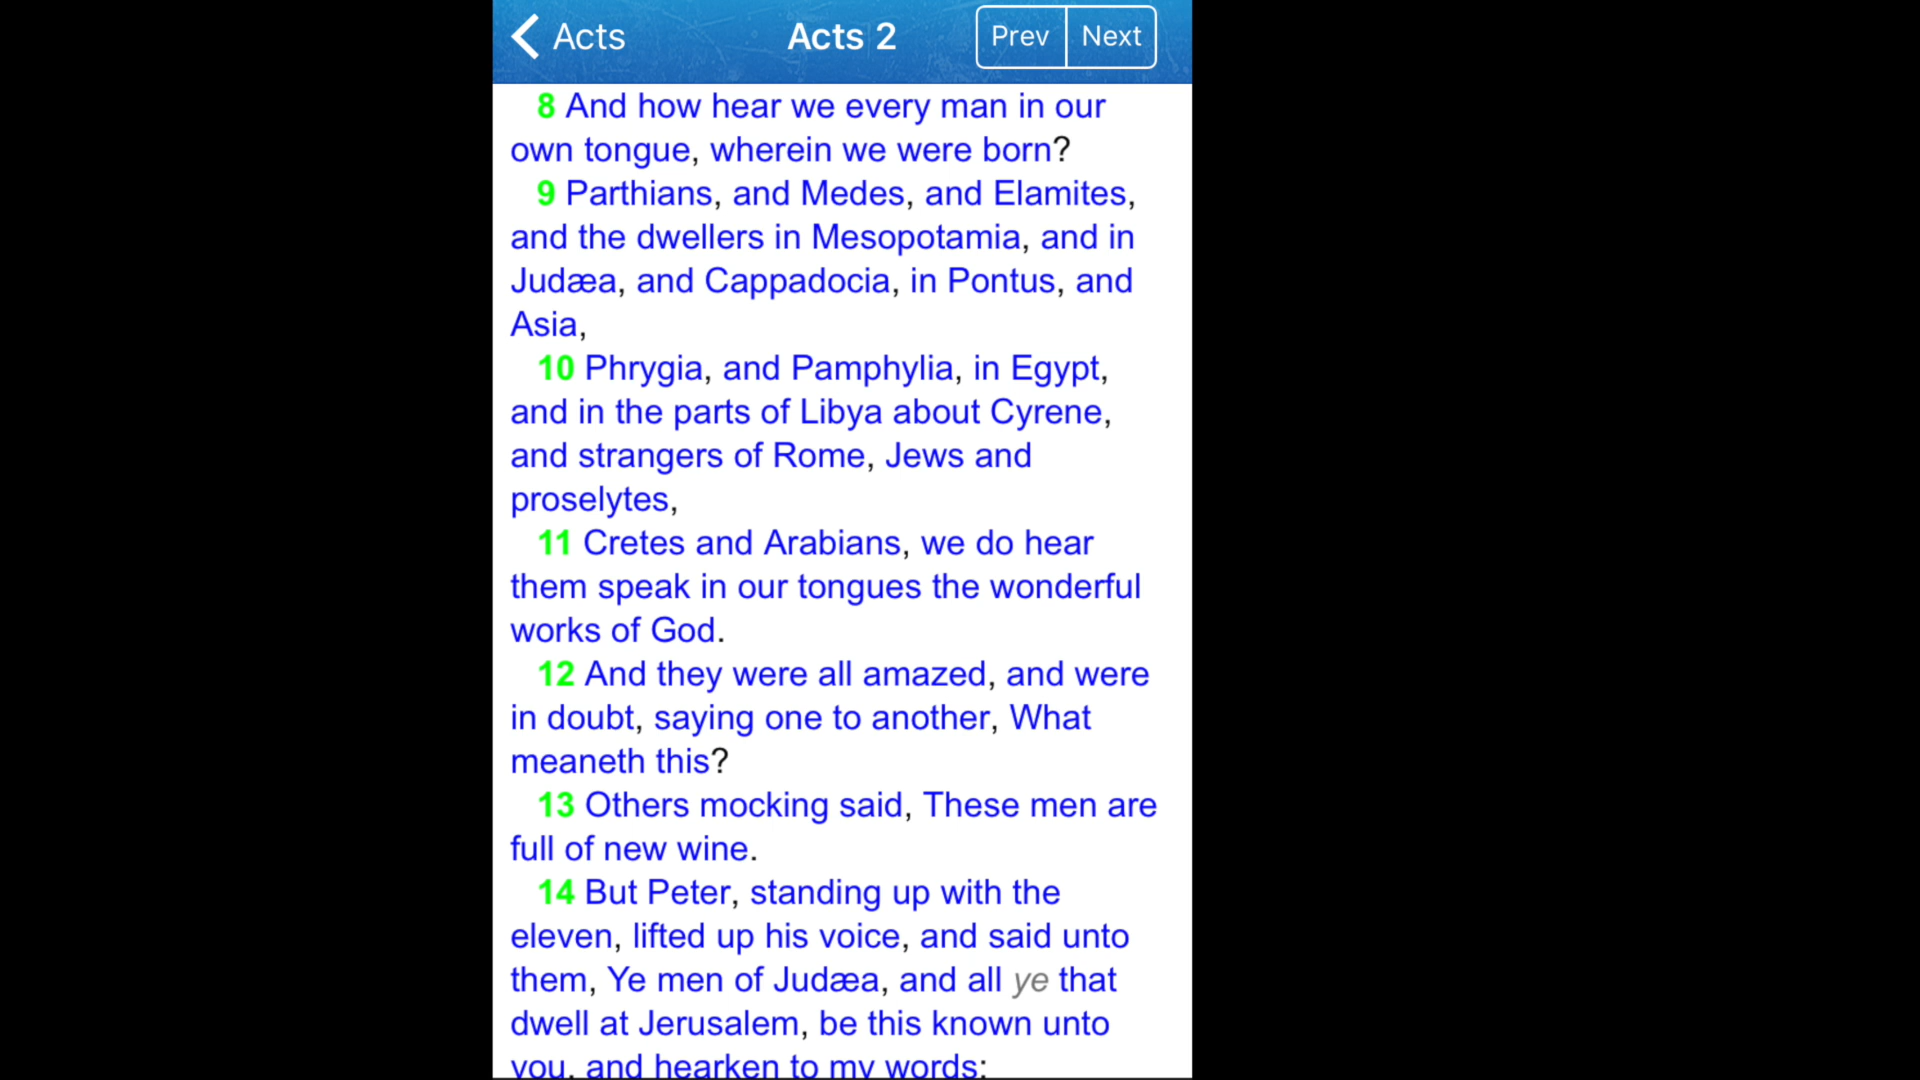 Acts
Acts 2
Prev
Next
8 And how hear we every man in our
own tongue, wherein we were born?
9 Parthians, and Medes, and Elamites,
and the dwellers in Mesopotamia, and in
Judæa, and Cappadocia, in Pontus, and
Asia,
10 Phrygia, and Pamphylia, in Egypt,
and in the parts of Libya about Cyrene,
and strangers of Rome, Jews and
proselytes,
11 Cretes and Arabians, we do hear
them speak in our tongues the wonderful
works of God.
12 And they were all amazed, and were
in doubt, saying one to another, What
meaneth this?
13 Others mocking said, These men are
full of new wine.
14 But Peter, standing up with the
eleven, lifted up his voice, and said unto
them, Ye men of Judæa, and all ye that
dwell at Jerusalem, be this known unto
you, and hearken to my words: